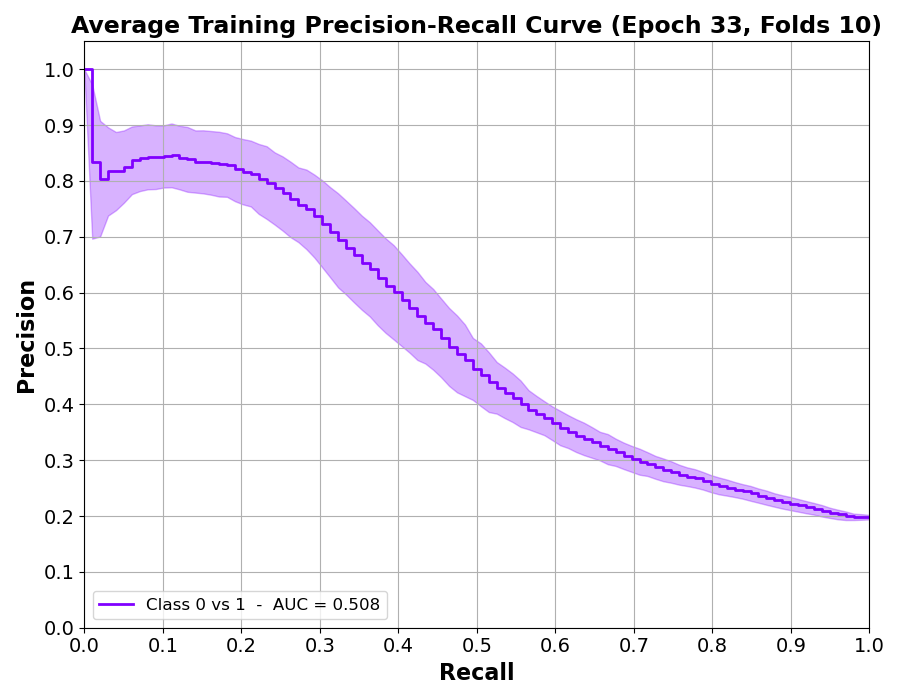 Average Training Precision-Recall Curve (Epoch 33, Folds 10)
1.0
0.9
0.8
0.7
0.6
0.5
0.4
0.3
0.2
0.1
0.0
Precision
Class 0 vs 1 - AUC = 0.508
0.0 0.1 0.2 0.3 0.4 0.5 0.6 0.7 0.8 0.9 1.0
Recall